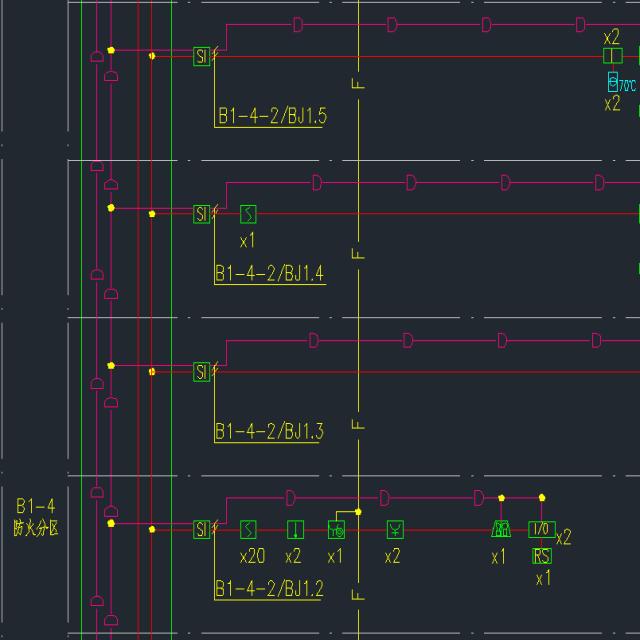 x2
SI
70℃
x2
B1-4-2/BJ1.5
F
SI
x1
F
B1-4-2/BJ1.4
SI
F
B1-4-2/BJ1.3
B1-4
防火分区
SI
I/O
x2
x20
x2
x1
x2
x1
RS
x1
B1-4-2/BJ1.2
F